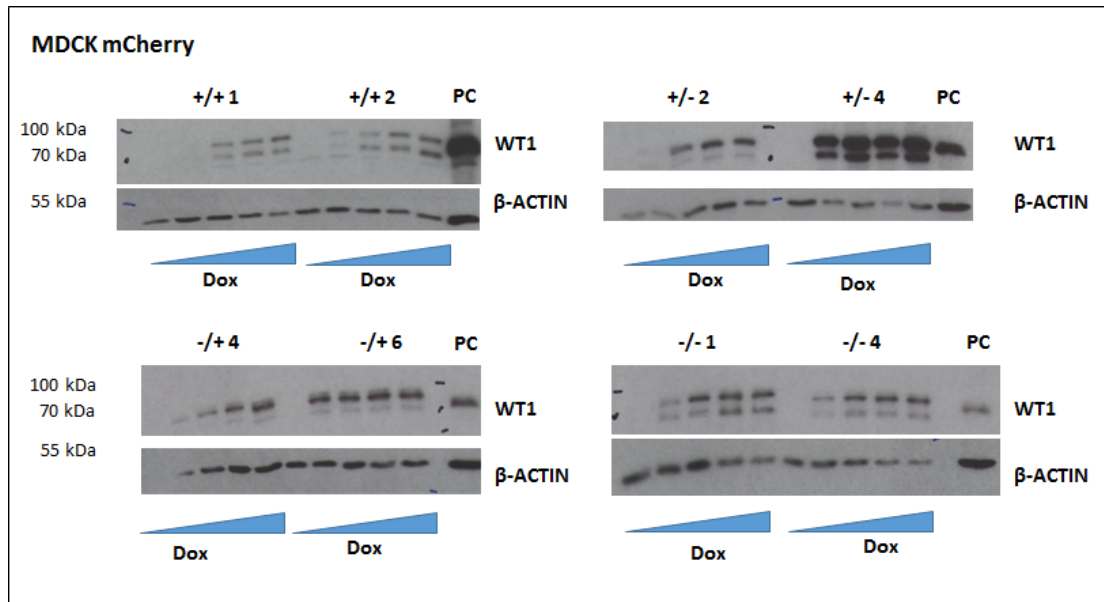 MDCK mCherry
+/+ 1 +/+ 2 PC
100 kDa
70 kDa
WT1
55 kDa
β-ACTIN
Dox Dox
+/- 2 +/- 4 PC
WT1
β-ACTIN
Dox Dox
-/+ 4 -/+ 6 PC
100 kDa
70 kDa
WT1
55 kDa
β-ACTIN
Dox Dox
-/- 1 -/- 4 PC
WT1
β-ACTIN
Dox Dox